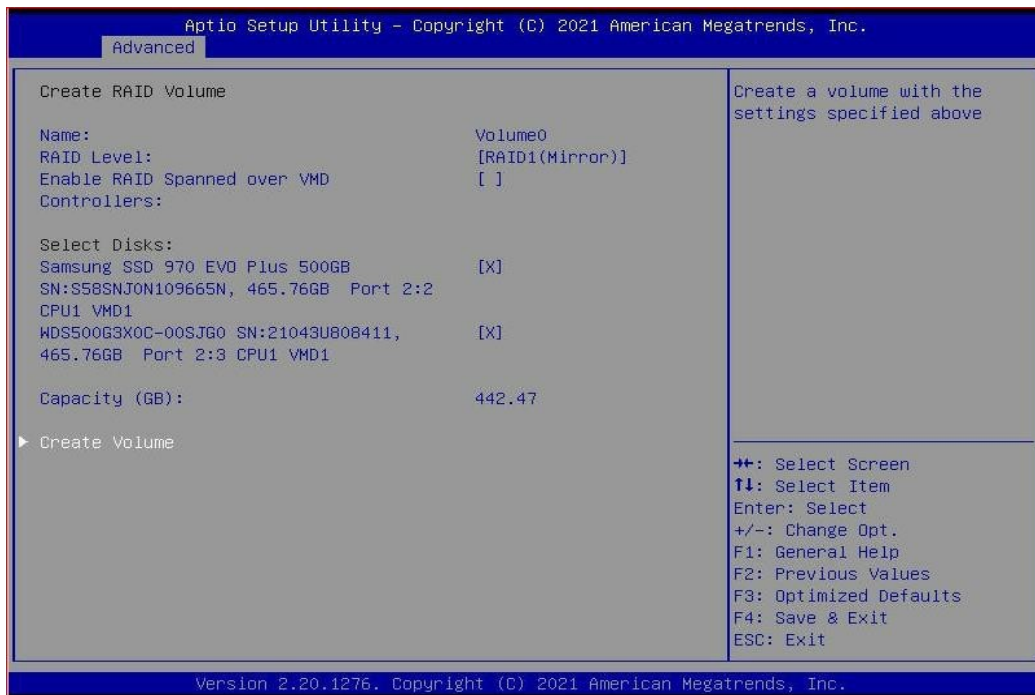 Aptio Setup Utility – Copyright (C) 2021 American Megatrends, Inc.
Advanced
Create RAID Volume
Name: Volume0
RAID Level: [RAID1(Mirror)]
Enable RAID Spanned over VMD [ ]
Controllers:
Select Disks:
Samsung SSD 970 EVO Plus 500GB [X]
SN:S58SNJ0N109665N, 465.76GB Port 2:2
CPU1 VMD1
WDS500G3X0C-00SJG0 SN:21043U808411, [X]
465.76GB Port 2:3 CPU1 VMD1
Capacity (GB): 442.47
▶ Create Volume
Create a volume with the
settings specified above
→←: Select Screen
↑↓: Select Item
Enter: Select
+/-: Change Opt.
F1: General Help
F2: Previous Values
F3: Optimized Defaults
F4: Save & Exit
ESC: Exit
Version 2.20.1276. Copyright (C) 2021 American Megatrends, Inc.